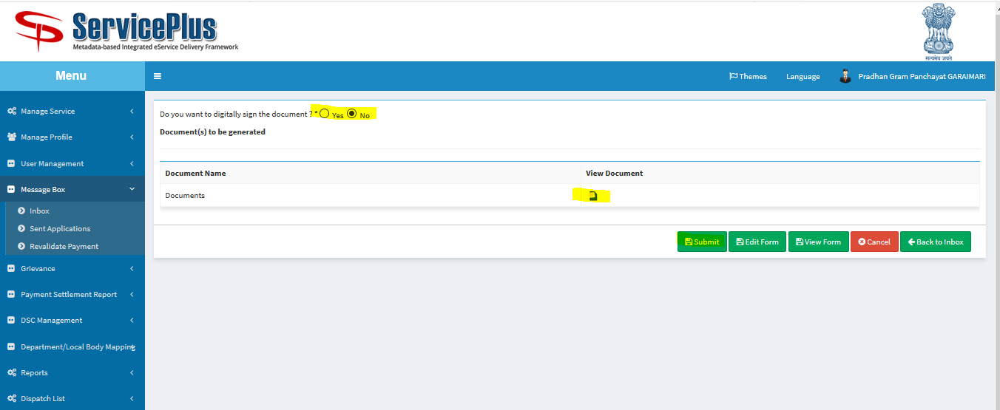 ServicePlus
Metadata-based Integrated eService Delivery Framework
सत्यमेव जयते
Menu
Themes Language Pradhan Gram Panchayat GARAIMARI
Manage Service
Manage Profile
User Management
Message Box
Inbox
Sent Applications
Revalidate Payment
Grievance
Payment Settlement Report
DSC Management
Department/Local Body Mapping
Reports
Dispatch List
Do you want to digitally sign the document ? * Yes No
Document(s) to be generated
Document Name View Document
Documents
Submit Edit Form View Form Cancel Back to Inbox